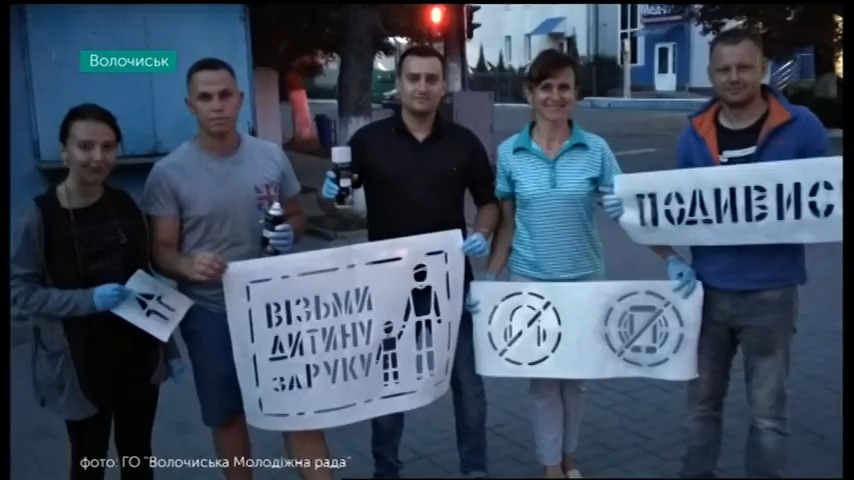 Волочиськ
ПОДИВИС
ВІЗЬМИ
ДИТИНУ
ЗА РУКУ
фото: ГО "Волочиська Молодіжна рада"